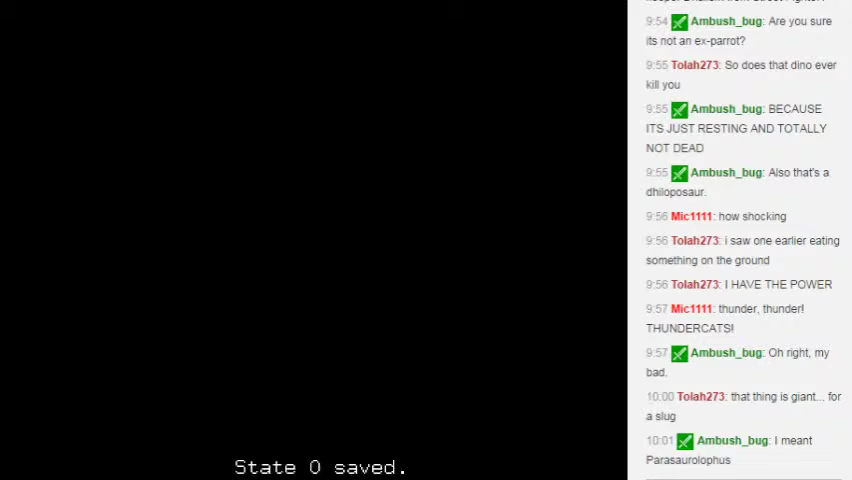 9:54 Ambush_bug: Are you sure
its not an ex-parrot?
9:55 Tolah273: So does that dino ever
kill you
9:55 Ambush_bug: BECAUSE
ITS JUST RESTING AND TOTALLY
NOT DEAD
9:55 Ambush_bug: Also that's a
dhiloposaur.
9:56 Mic1111: how shocking
9:56 Tolah273: i saw one earlier eating
something on the ground
9:56 Tolah273: I HAVE THE POWER
9:57 Mic1111: thunder, thunder!
THUNDERCATS!
9:57 Ambush_bug: Oh right, my
bad.
10:00 Tolah273: that thing is giant... for
a slug
10:01 Ambush_bug: I meant
Parasaurolophus
State 0 saved.